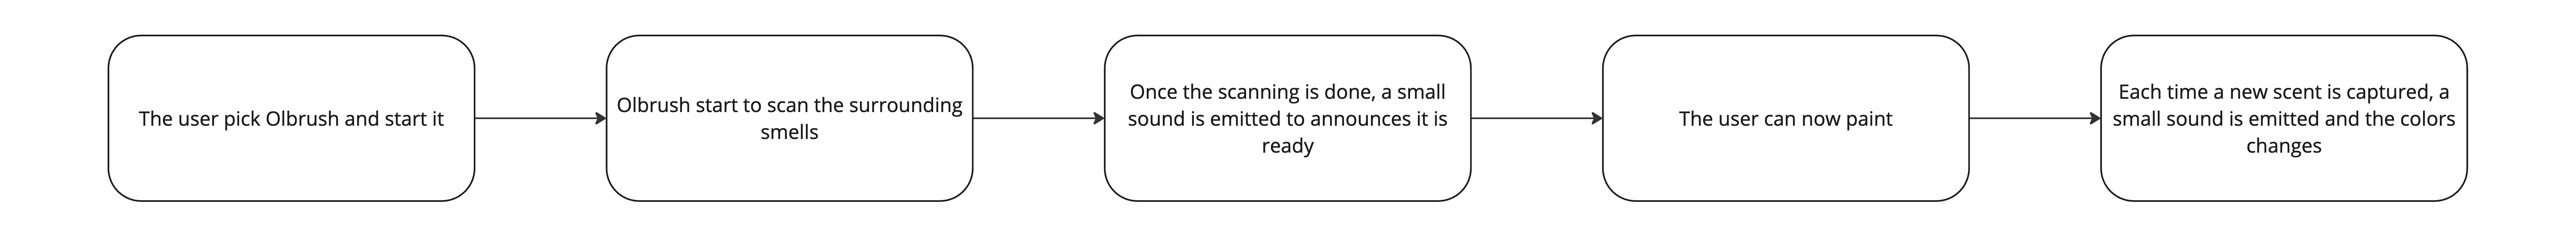 The user pick Olbrush and start it
Olbrush start to scan the surrounding
smells
Once the scanning is done, a small
sound is emitted to announces it is
ready
The user can now paint
Each time a new scent is captured, a
small sound is emitted and the colors
changes